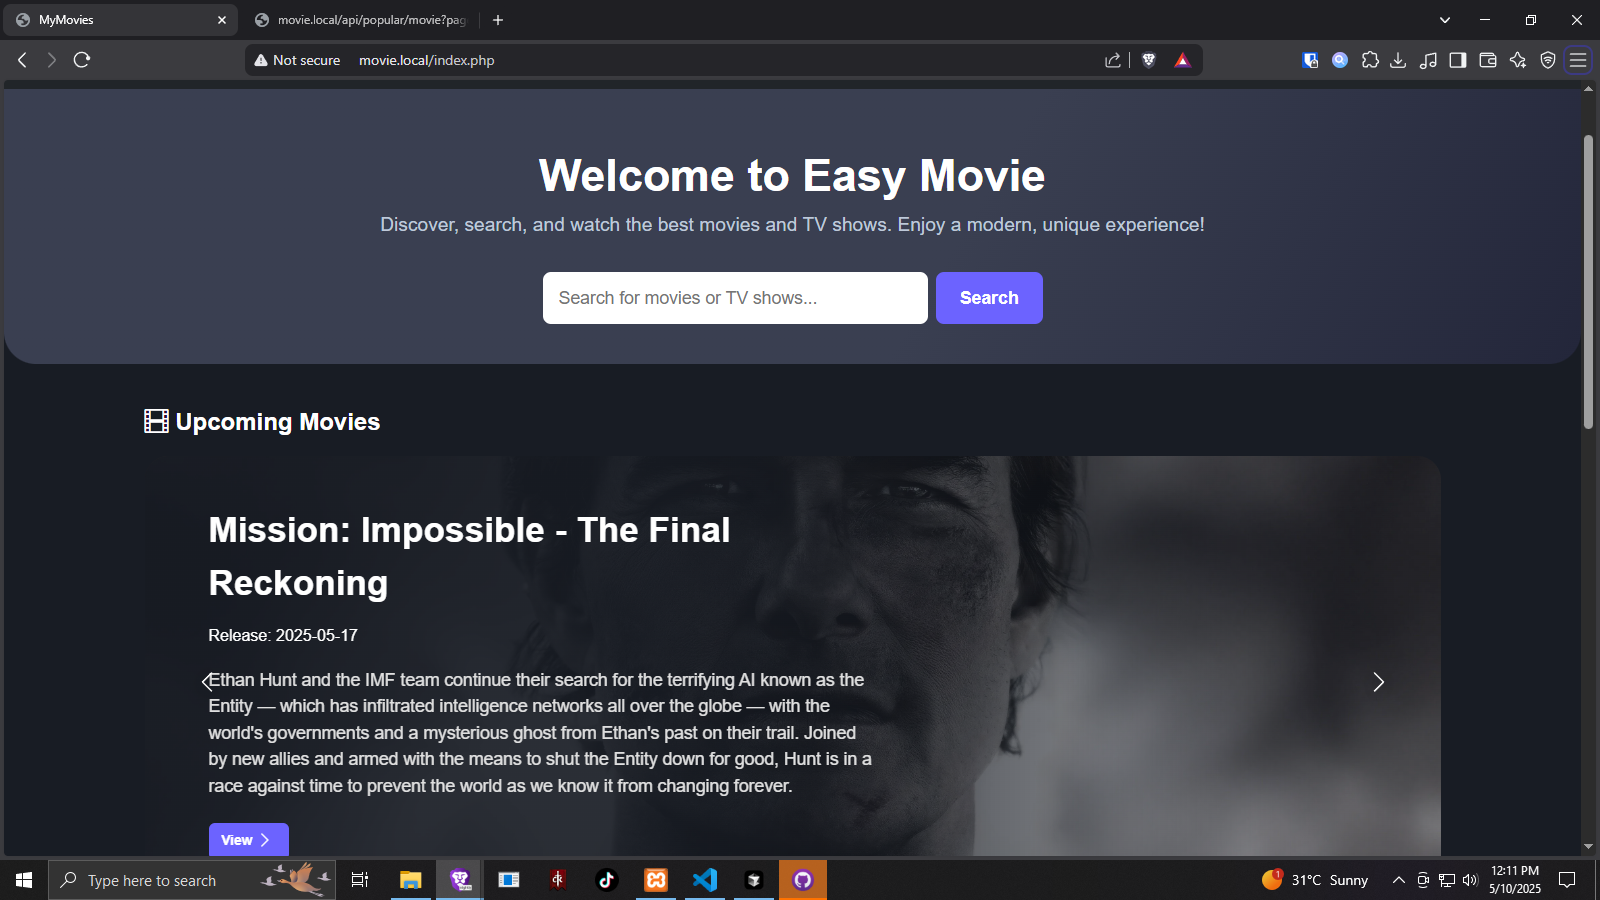 MyMovies
movie.local/api/popular/movie?pag
Not secure
movie.local/index.php
Welcome to Easy Movie
Discover, search, and watch the best movies and TV shows. Enjoy a modern, unique experience!
Search for movies or TV shows...
Search
Upcoming Movies
Mission: Impossible - The Final
Reckoning
Release: 2025-05-17
Ethan Hunt and the IMF team continue their search for the terrifying AI known as the
Entity — which has infiltrated intelligence networks all over the globe — with the
world's governments and a mysterious ghost from Ethan's past on their trail. Joined
by new allies and armed with the means to shut the Entity down for good, Hunt is in a
race against time to prevent the world as we know it from changing forever.
View
Type here to search
1
31°C Sunny
12:11 PM
5/10/2025